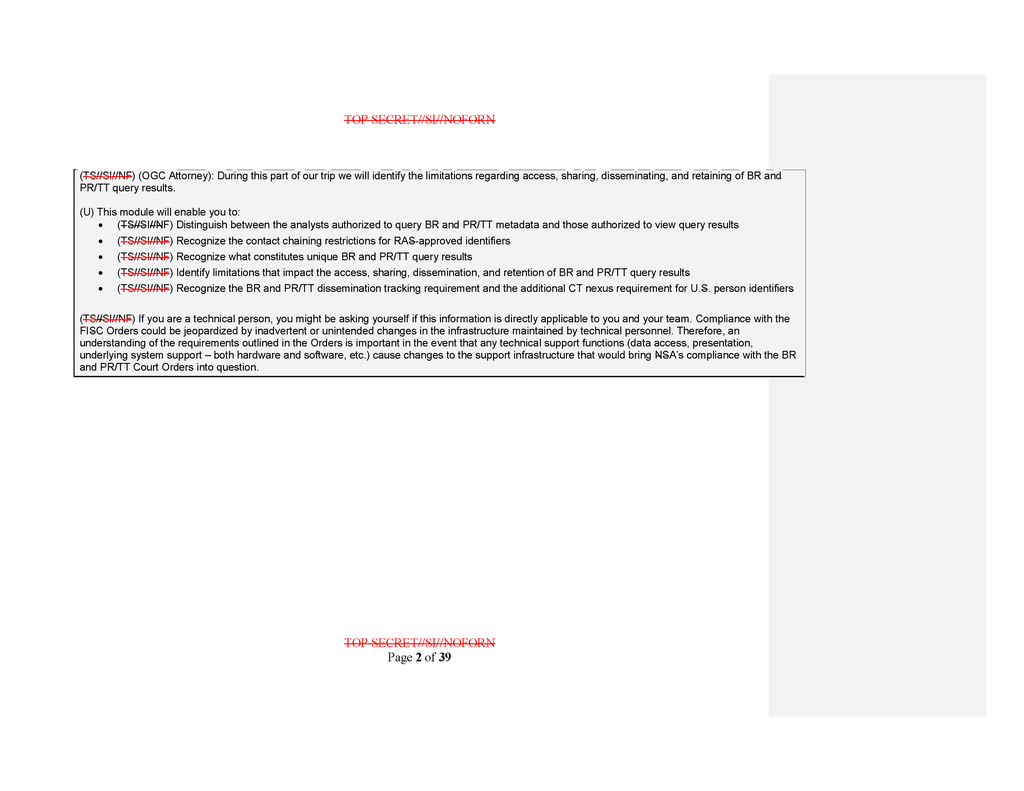 TOP SECRET//SI//NOFORN
(TS//SI//NF) (OGC Attorney): During this part of our trip we will identify the limitations regarding access, sharing, disseminating, and retaining of BR and
PR/TT query results.
(U) This module will enable you to:
• (TS//SI//NF) Distinguish between the analysts authorized to query BR and PR/TT metadata and those authorized to view query results
• (TS//SI//NF) Recognize the contact chaining restrictions for RAS-approved identifiers
• (TS//SI//NF) Recognize what constitutes unique BR and PR/TT query results
• (TS//SI//NF) Identify limitations that impact the access, sharing, dissemination, and retention of BR and PR/TT query results
• (TS//SI//NF) Recognize the BR and PR/TT dissemination tracking requirement and the additional CT nexus requirement for U.S. person identifiers
(TS//SI//NF) If you are a technical person, you might be asking yourself if this information is directly applicable to you and your team. Compliance with the
FISC Orders could be jeopardized by inadvertent or unintended changes in the infrastructure maintained by technical personnel. Therefore, an
understanding of the requirements outlined in the Orders is important in the event that any technical support functions (data access, presentation,
underlying system support – both hardware and software, etc.) cause changes to the support infrastructure that would bring NSA's compliance with the BR
and PR/TT Court Orders into question.
TOP SECRET//SI//NOFORN
Page 2 of 39